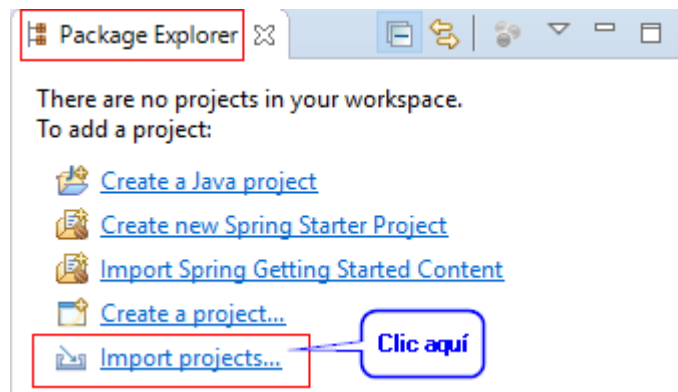 Package Explorer
There are no projects in your workspace.
To add a project:
Create a Java project
Create new Spring Starter Project
Import Spring Getting Started Content
Create a project...
Import projects...
Clic aquí